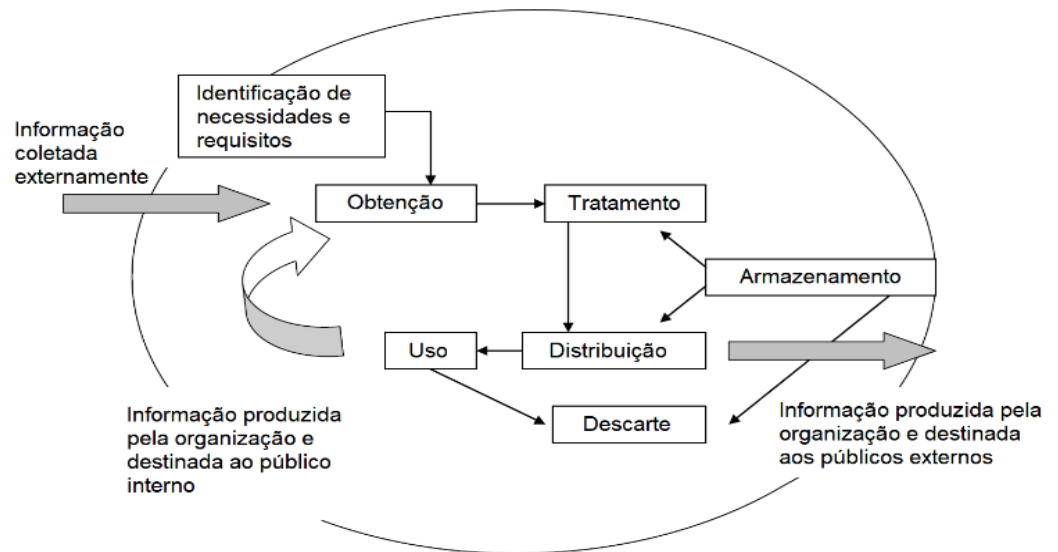 Identificação de
necessidades e
requisitos
Informação
coletada
externamente
Obtenção
Tratamento
Armazenamento
Uso
Distribuição
Descarte
Informação produzida
pela organização e
destinada ao público
interno
Informação produzida pela
organização e destinada
aos públicos externos